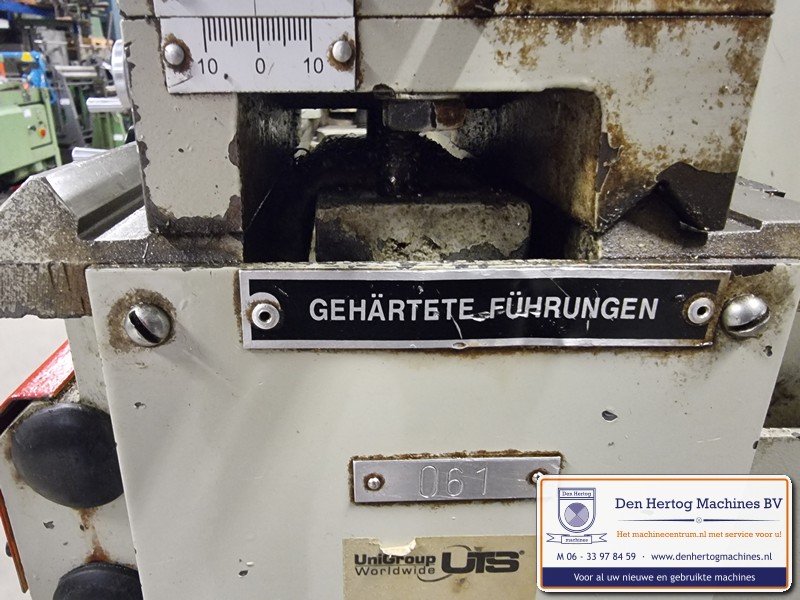 10 0 10
GEHÄRTETE FÜHRUNGEN
061
UniGroup
Worldwide
UTS®
Den Hertog
machines
Den Hertog Machines BV
Het machinecentrum.nl met service voor u!
M 06 - 33 97 84 59 · www.denhertogmachines.nl
Voor al uw nieuwe en gebruikte machines